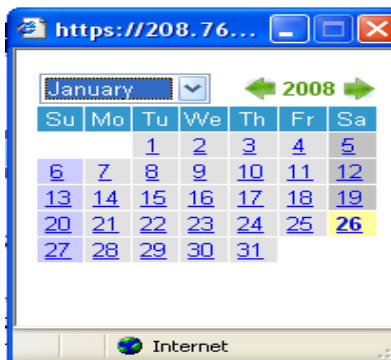 https://208.76...
January 2008
Su Mo Tu We Th Fr Sa
1 2 3 4 5
6 7 8 9 10 11 12
13 14 15 16 17 18 19
20 21 22 23 24 25 26
27 28 29 30 31
Internet